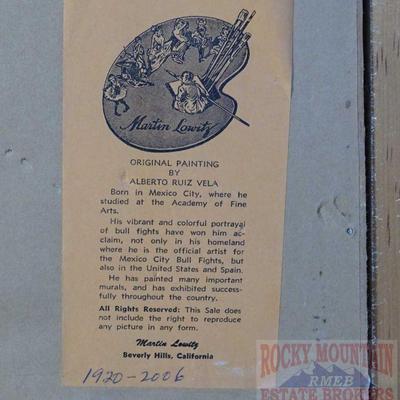 Martin Lowitz
ORIGINAL PAINTING
BY
ALBERTO RUIZ VELA
Born in Mexico City, where he
studied at the Academy of Fine
Arts.
His vibrant and colorful portrayal
of bull fights have won him ac-
claim, not only in his homeland
where he is the official artist for
the Mexico City Bull Fights, but
also in the United States and Spain.
He has painted many important
murals, and has exhibited success-
fully throughout the country.
All Rights Reserved: This Sale does
not include the right to reproduce
any picture in any form.
Martin Lowitz
Beverly Hills, California
1920-2006
ROCKY MOUNTAIN
RMEB
ESTATE BROKERS